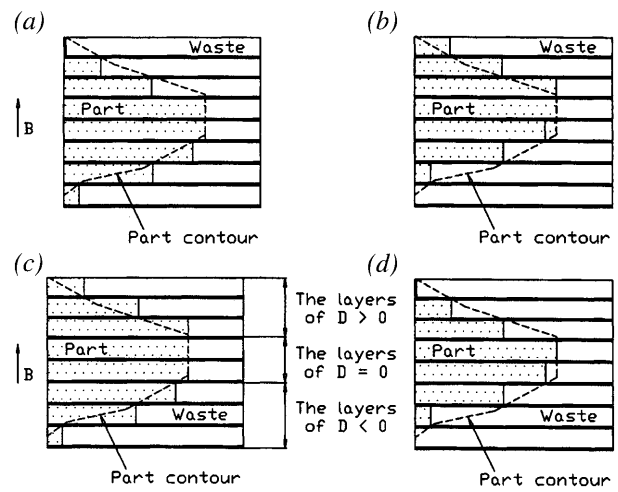 (a)
Waste
Part
B
Part contour
(b)
Waste
Part
Part contour
(c)
Part
B
Waste
Part contour
The layers
of D > 0
The layers
of D = 0
The layers
of D < 0
(d)
Part
Waste
Part contour